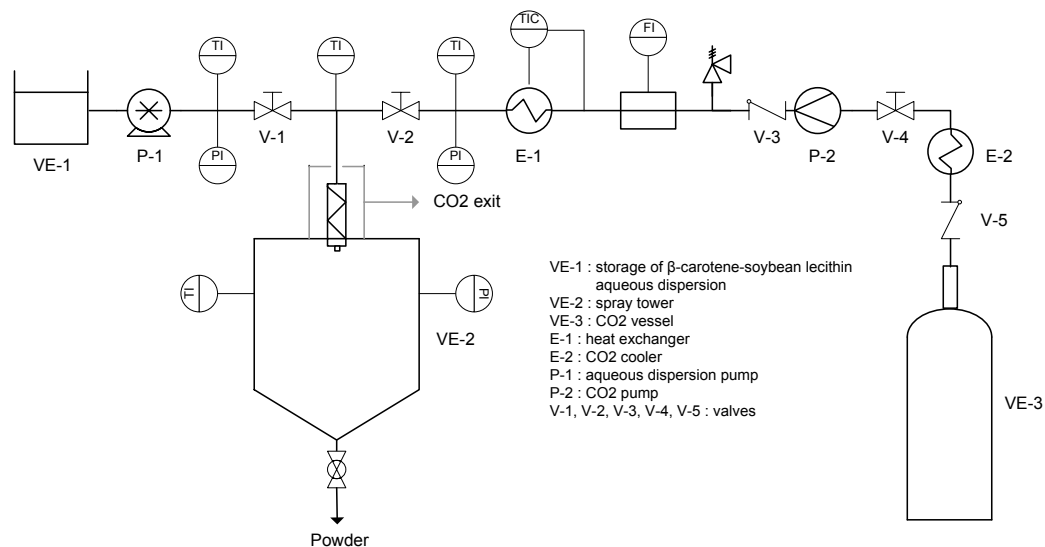 TI
TI
TI
TIC
FI
VE-1
P-1
PI
V-1
V-2
PI
E-1
V-3
P-2
V-4
E-2
CO2 exit
V-5
TI
PI
VE-2
VE-1 : storage of β-carotene-soybean lecithin
aqueous dispersion
VE-2 : spray tower
VE-3 : CO2 vessel
E-1 : heat exchanger
E-2 : CO2 cooler
P-1 : aqueous dispersion pump
P-2 : CO2 pump
V-1, V-2, V-3, V-4, V-5 : valves
VE-3
Powder